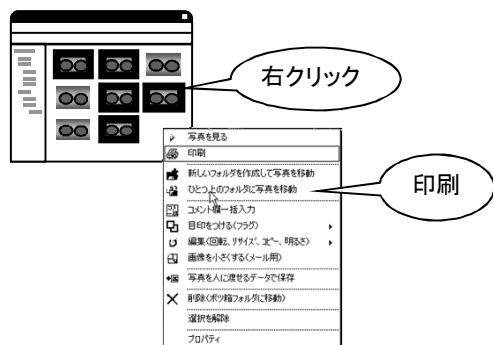 右クリック
写真を見る
印刷
新しいフォルダを作成して写真を移動
ひとつ上のフォルダに写真を移動
印刷
コメント欄一括入力
目印をつける(フラグ)
編集(回転、リサイズ、コピー、明るさ)
画像を小さくする(メール用)
写真を人に渡せるデータで保存
削除(ボツ箱フォルダに移動)
選択を解除
プロパティ